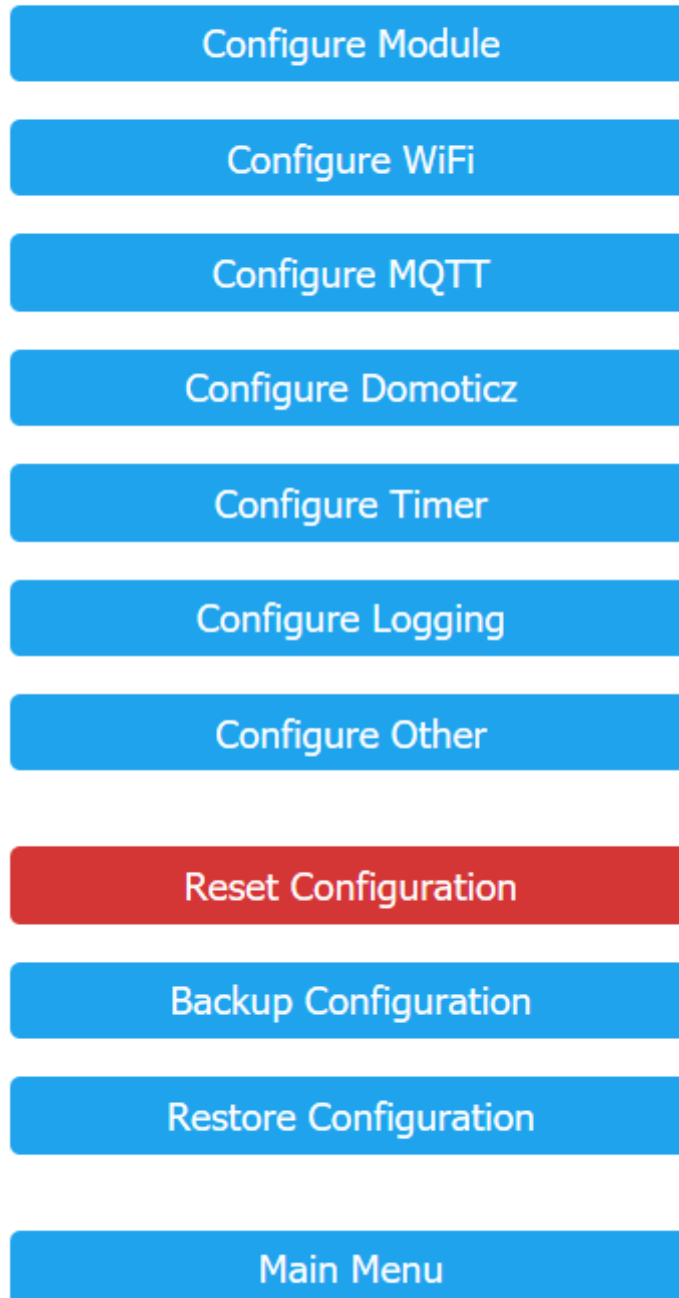 Configure Module
Configure WiFi
Configure MQTT
Configure Domoticz
Configure Timer
Configure Logging
Configure Other
Reset Configuration
Backup Configuration
Restore Configuration
Main Menu